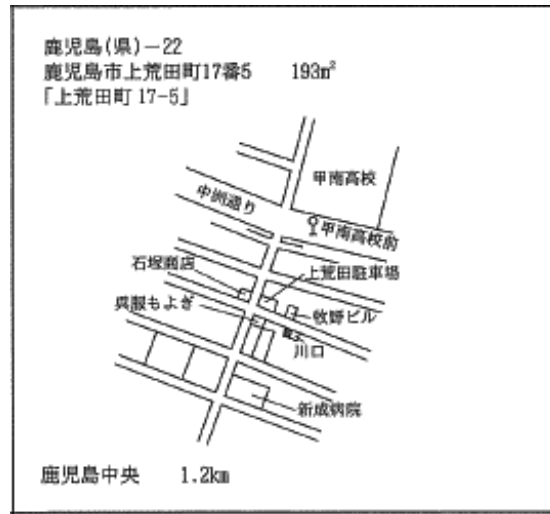 鹿児島(県)－22
鹿児島市上荒田町17番5　193㎡
「上荒田町 17-5」
甲南高校
中洲通り
甲南高校前
石塚商店
上荒田駐車場
呉服もよぎ
牧野ビル
川口
新成病院
鹿児島中央　1.2km